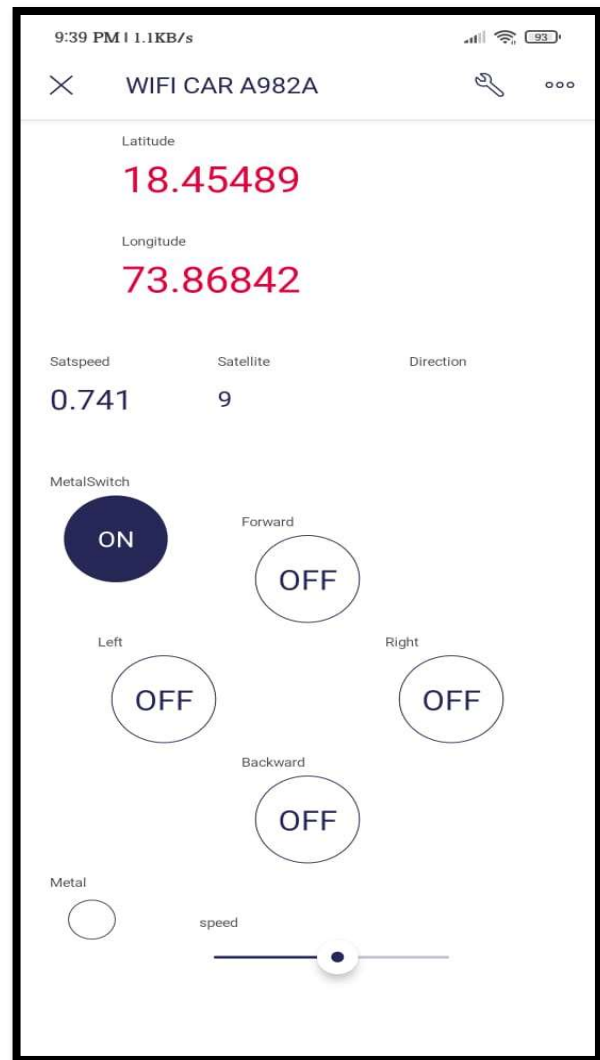 9:39 PM | 1.1KB/s 93
WIFI CAR A982A
Latitude
18.45489
Longitude
73.86842
Satspeed Satellite Direction
0.741 9
MetalSwitch
ON
Forward
OFF
Left Right
OFF OFF
Backward
OFF
Metal
speed